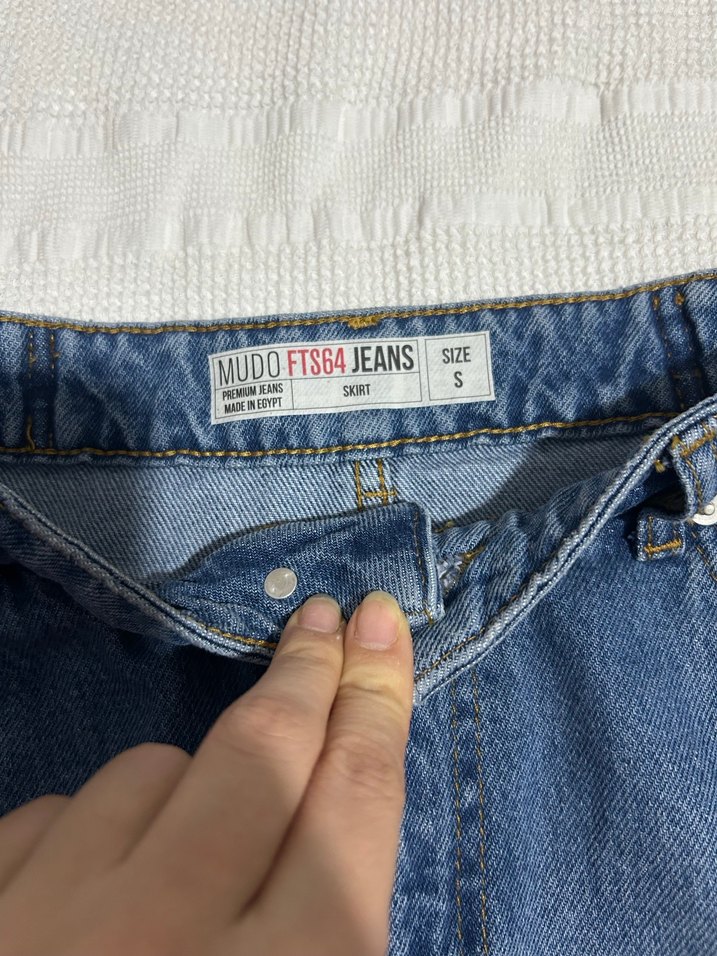 MUDO FTS64 JEANS
PREMIUM JEANS
MADE IN EGYPT
SKIRT
SIZE
S